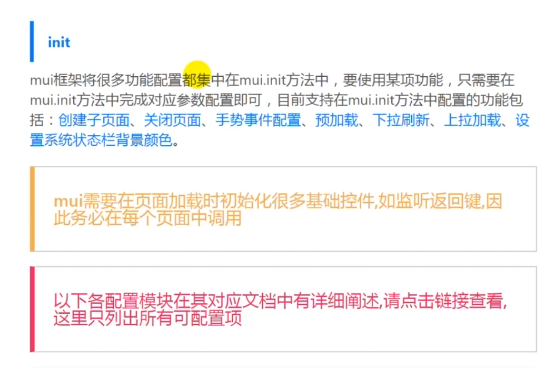 init
mui框架将很多功能配置都集中在mui.init方法中，要使用某项功能，只需要在
mui.init方法中完成对应参数配置即可，目前支持在mui.init方法中配置的功能包
括：创建子页面、关闭页面、手势事件配置、预加载、下拉刷新、上拉加载、设
置系统状态栏背景颜色。
mui需要在页面加载时初始化很多基础控件,如监听返回键,因
此务必在每个页面中调用
以下各配置模块在其对应文档中有详细阐述,请点击链接查看,
这里只列出所有可配置项